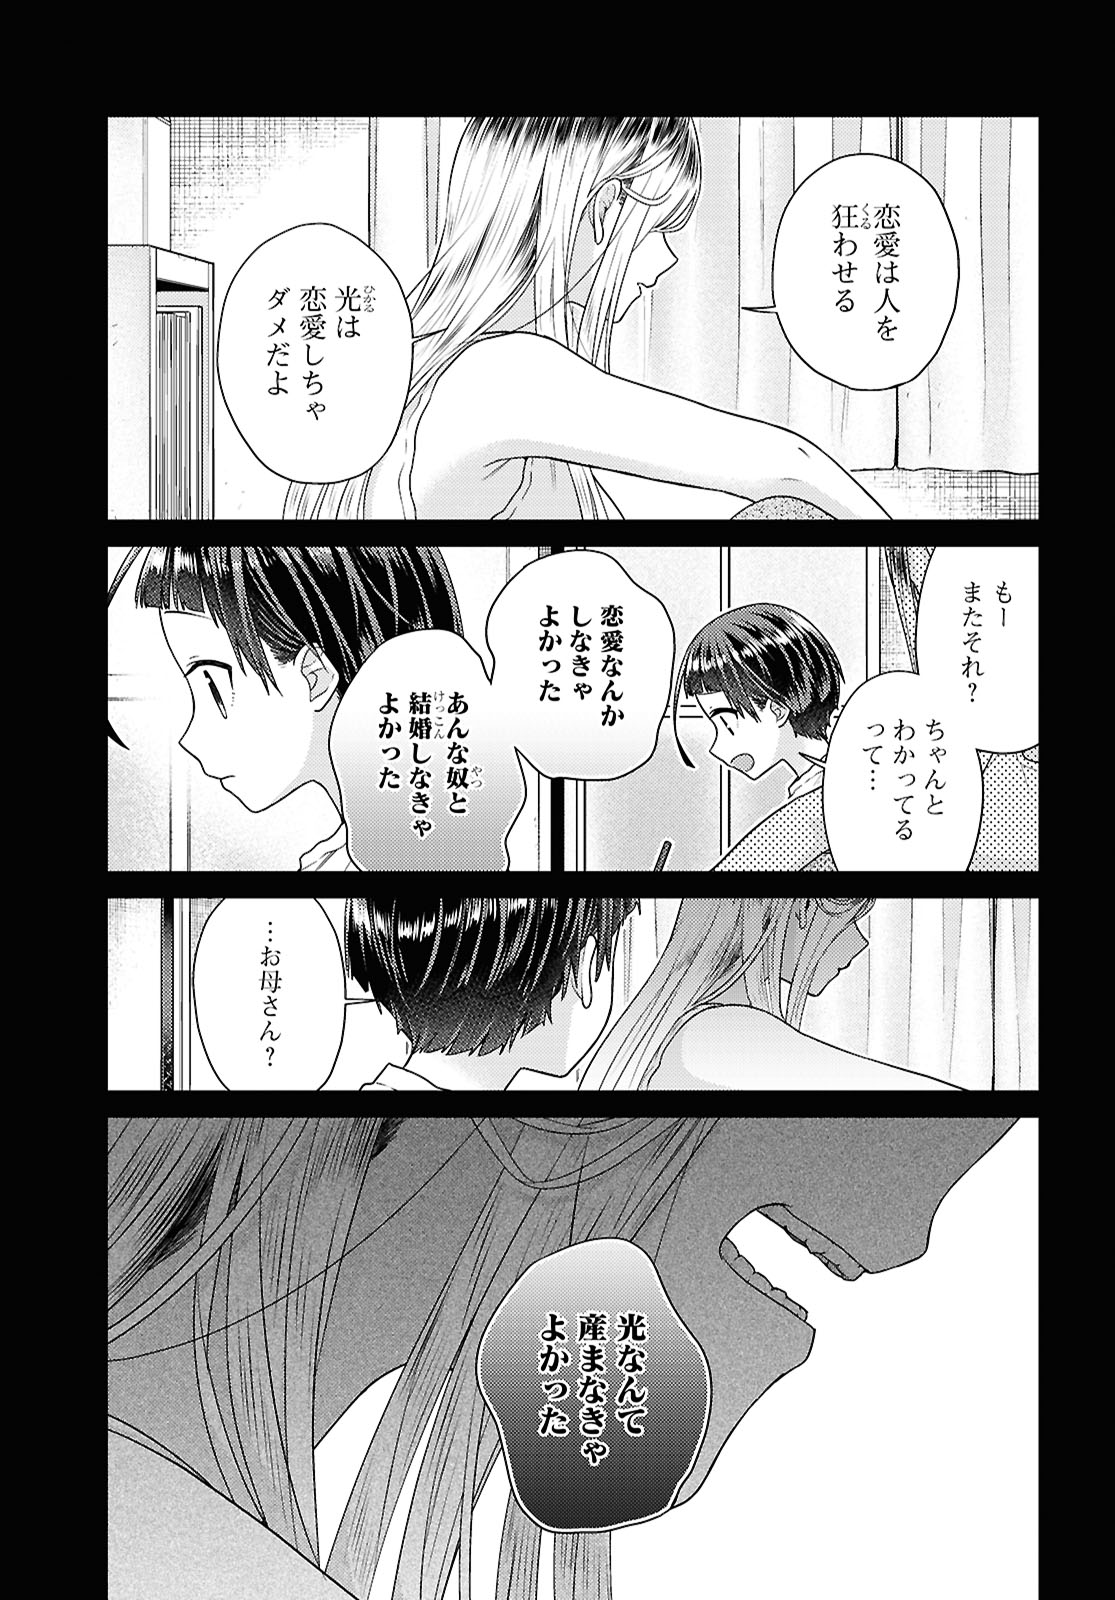 恋愛は人を
狂わせる
光は
恋愛しちゃ
ダメだよ
もー
またそれ？
ちゃんと
わかってる
って…
恋愛なんか
しなきゃ
よかった
あんな奴と
結婚しなきゃ
よかった
…お母さん？
光なんて
産まなきゃ
よかった